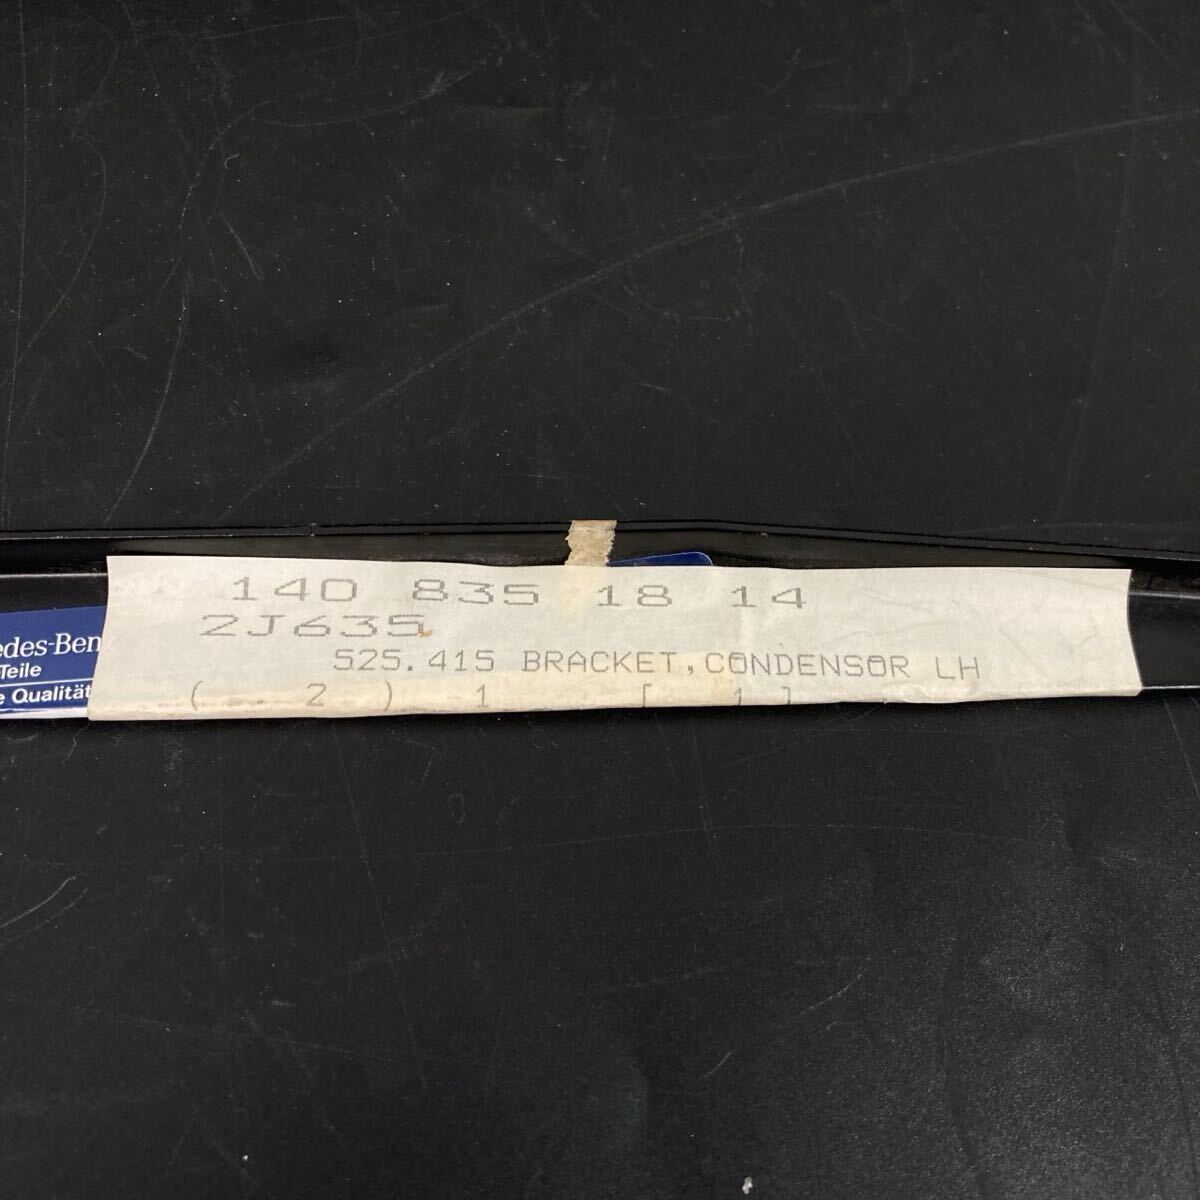 140 835 18 14
2J635
525.415 BRACKET,CONDENSOR LH
( 2 ) 1 [ 1 ]
edes-Ben
Teile
e Qualität